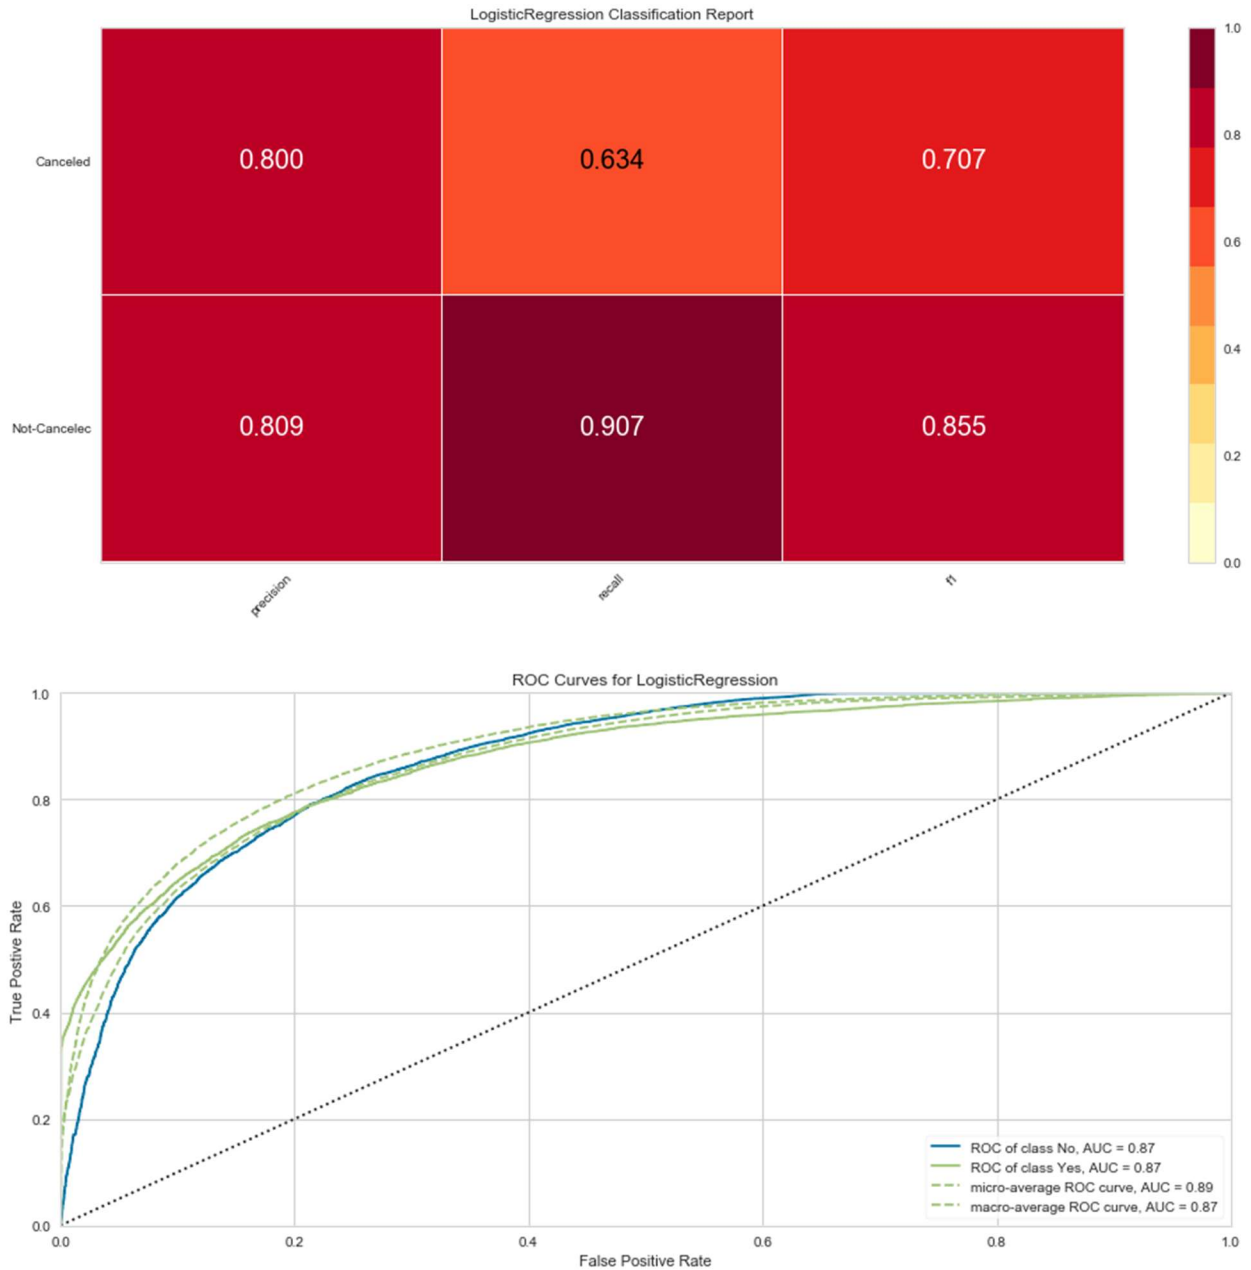 LogisticRegression Classification Report
1.0
0.800 0.634 0.707
Canceled
0.8
0.6
0.4
0.809 0.907 0.855
Not-Cancelec
0.2
0.0
precision recall f1
ROC Curves for LogisticRegression
1.0
0.8
0.6
0.4
0.2
0.0
True Postive Rate
ROC of class No, AUC = 0.87
ROC of class Yes, AUC = 0.87
micro-average ROC curve, AUC = 0.89
macro-average ROC curve, AUC = 0.87
0.0 0.2 0.4 0.6 0.8 1.0
False Positive Rate